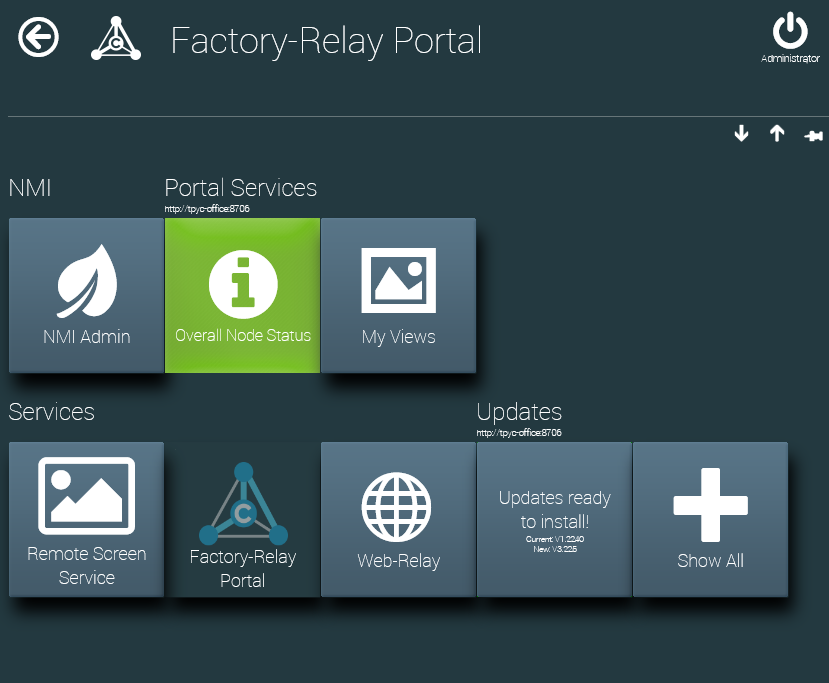 Factory-Relay Portal
Administrator
NMI
Portal Services
http://tpyc-office:8706
NMI Admin
Overall Node Status
My Views
Services
Updates
http://tpyc-office:8706
Remote Screen
Service
C
Factory-Relay
Portal
Web-Relay
Updates ready
to install!
Current: V1.2240
New: V3.225
Show All